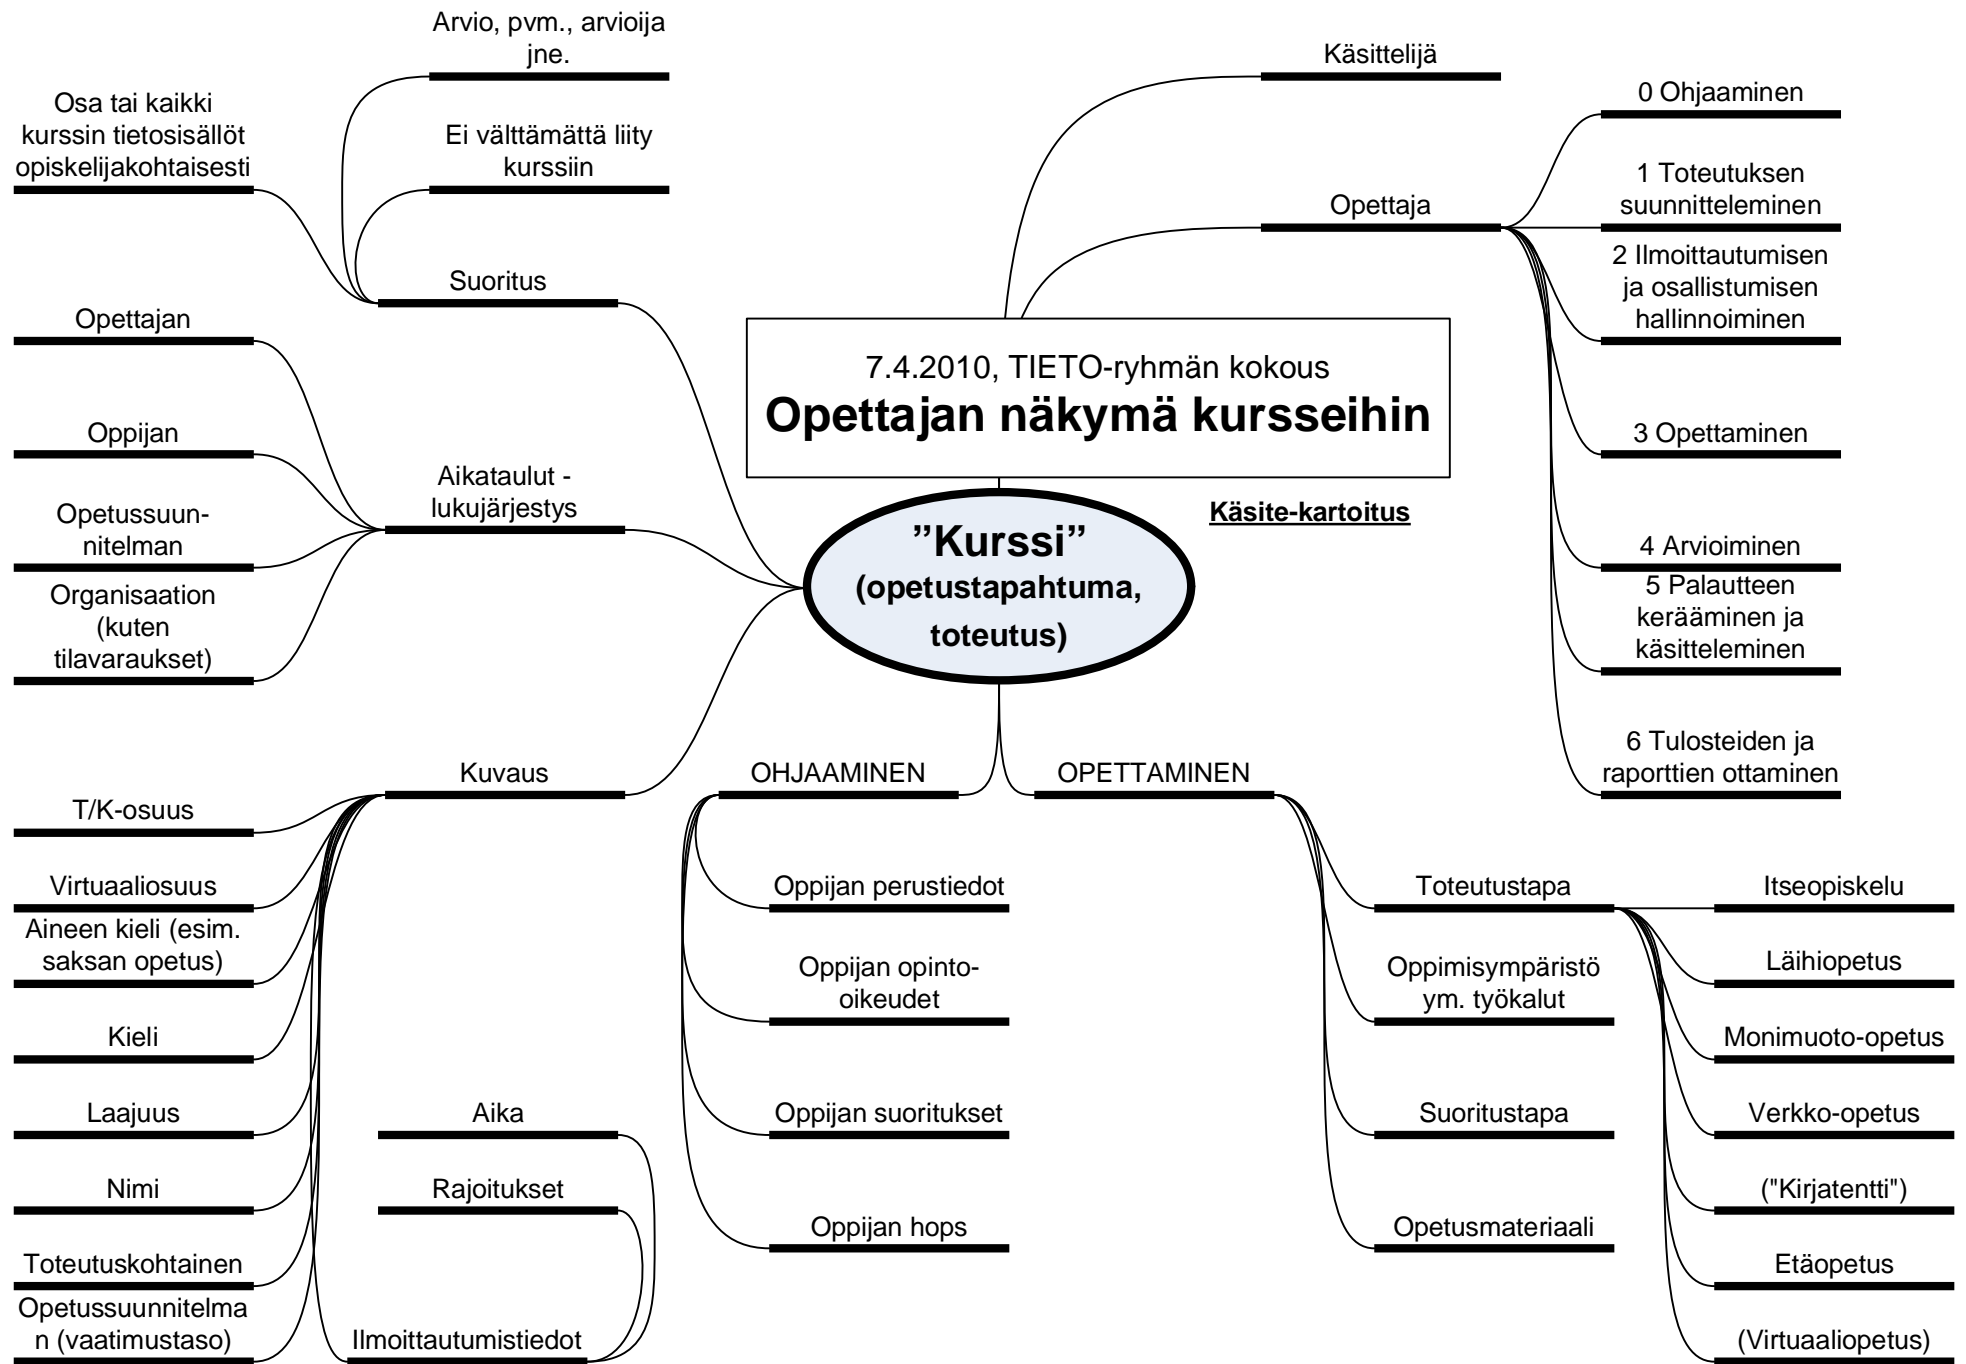 Arvio, pvm., arvioija
jne.
Osa tai kaikki
kurssin tietosisällöt
opiskelijakohtaisesti
Ei välttämättä liity
kurssiin
Suoritus
Opettajan
Oppijan
Opetussuun-
nitelman
Organisaation
(kuten
tilavaraukset)
Aikataulut -
lukujärjestys
Käsittelijä
Opettaja
0 Ohjaaminen
1 Toteutuksen
suunnitteleminen
2 Ilmoittautumisen
ja osallistumisen
hallinnoiminen
3 Opettaminen
4 Arvioiminen
5 Palautteen
kerääminen ja
käsitteleminen
6 Tulosteiden ja
raporttien ottaminen
7.4.2010, TIETO-ryhmän kokous
Opettajan näkymä kursseihin
Käsite-kartoitus
”Kurssi”
(opetustapahtuma,
toteutus)
Kuvaus
T/K-osuus
Virtuaaliosuus
Aineen kieli (esim.
saksan opetus)
Kieli
Laajuus
Nimi
Toteutuskohtainen
Opetussuunnitelma
n (vaatimustaso)
Aika
Rajoitukset
Ilmoittautumistiedot
OHJAAMINEN
Oppijan perustiedot
Oppijan opinto-
oikeudet
Oppijan suoritukset
Oppijan hops
OPETTAMINEN
Toteutustapa
Oppimisympäristö
ym. työkalut
Suoritustapa
Opetusmateriaali
Itseopiskelu
Läihiopetus
Monimuoto-opetus
Verkko-opetus
("Kirjatentti")
Etäopetus
(Virtuaaliopetus)